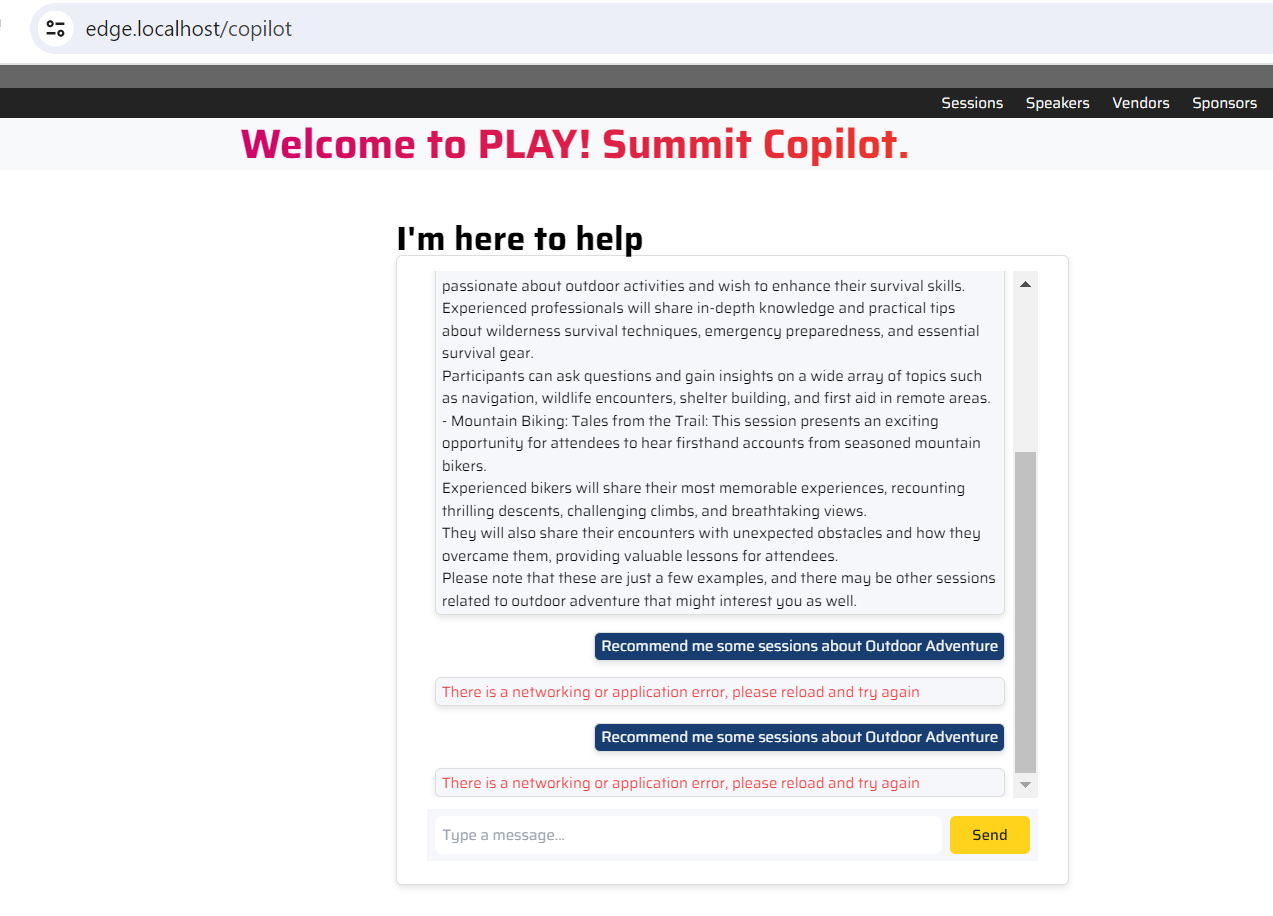 edge.localhost/copilot
Sessions Speakers Vendors Sponsors
Welcome to PLAY! Summit Copilot.
I'm here to help
passionate about outdoor activities and wish to enhance their survival skills.
Experienced professionals will share in-depth knowledge and practical tips
about wilderness survival techniques, emergency preparedness, and essential
survival gear.
Participants can ask questions and gain insights on a wide array of topics such
as navigation, wildlife encounters, shelter building, and first aid in remote areas.
- Mountain Biking: Tales from the Trail: This session presents an exciting
opportunity for attendees to hear firsthand accounts from seasoned mountain
bikers.
Experienced bikers will share their most memorable experiences, recounting
thrilling descents, challenging climbs, and breathtaking views.
They will also share their encounters with unexpected obstacles and how they
overcame them, providing valuable lessons for attendees.
Please note that these are just a few examples, and there may be other sessions
related to outdoor adventure that might interest you as well.
Recommend me some sessions about Outdoor Adventure
There is a networking or application error, please reload and try again
Recommend me some sessions about Outdoor Adventure
There is a networking or application error, please reload and try again
Type a message...
Send